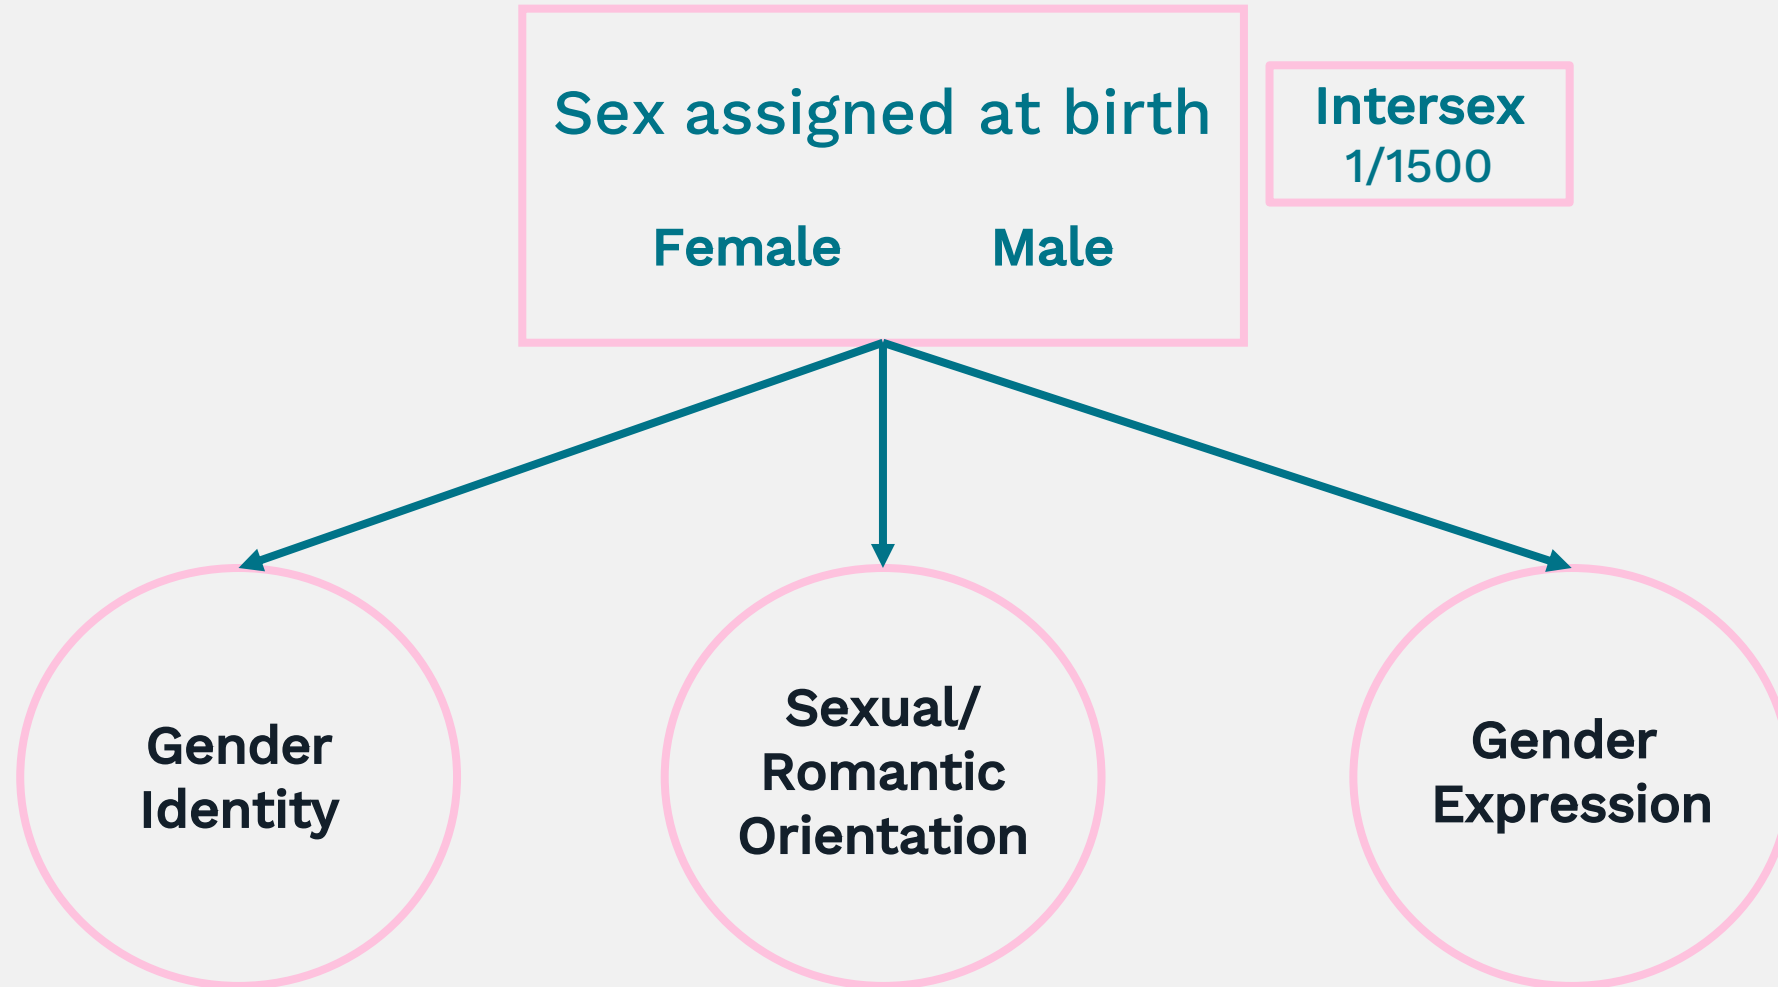 Sex assigned at birth
Female Male
Intersex
1/1500
Gender
Identity
Sexual/
Romantic
Orientation
Gender
Expression